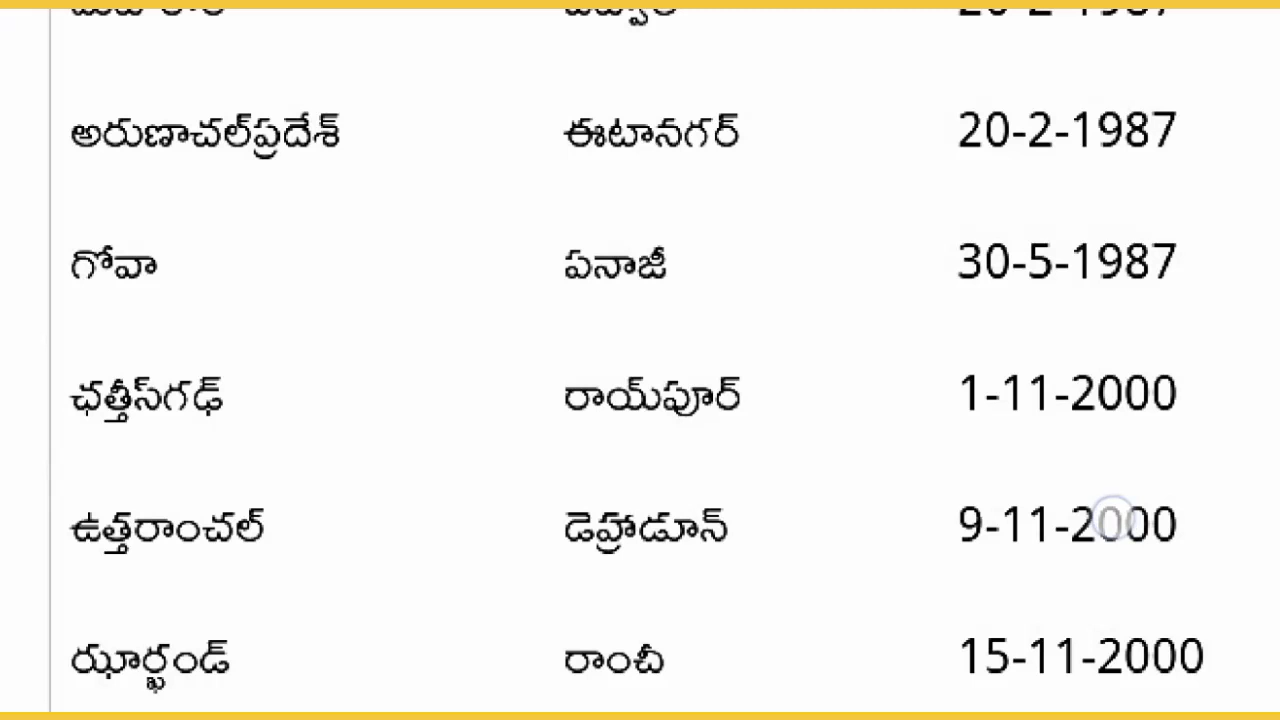 అరుణాచల్‌ప్రదేశ్ ఈటానగర్ 20-2-1987
గోవా పనాజీ 30-5-1987
ఛత్తీస్‌గఢ్ రాయ్‌పూర్ 1-11-2000
ఉత్తరాంచల్ డెహ్రాడూన్ 9-11-2000
ఝార్ఖండ్ రాంచీ 15-11-2000